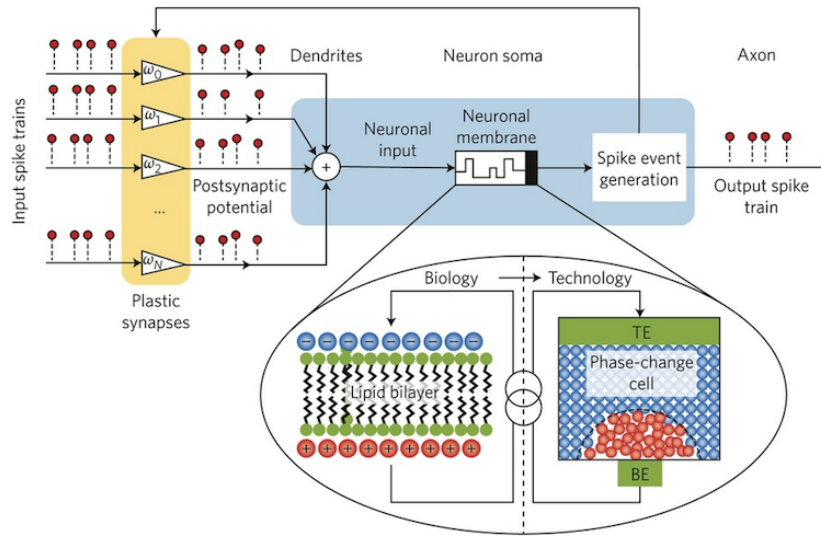 Dendrites
Neuron soma
Axon
Input spike trains
ω0
ω1
ω2
...
ωN
Plastic
synapses
Postsynaptic
potential
+
Neuronal
input
Neuronal
membrane
Spike event
generation
Output spike
train
Biology
Technology
− − − − − − − − −
Lipid bilayer
+ + + + + + + + +
TE
Phase-change
cell
BE